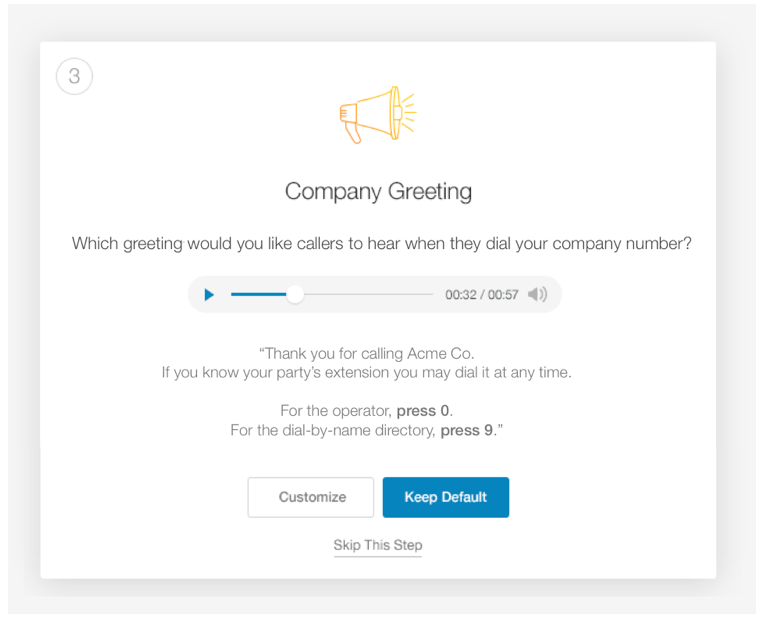 3
Company Greeting
Which greeting would you like callers to hear when they dial your company number?
00:32 / 00:57
“Thank you for calling Acme Co.
If you know your party’s extension you may dial it at any time.
For the operator, press 0.
For the dial-by-name directory, press 9.”
Customize
Keep Default
Skip This Step